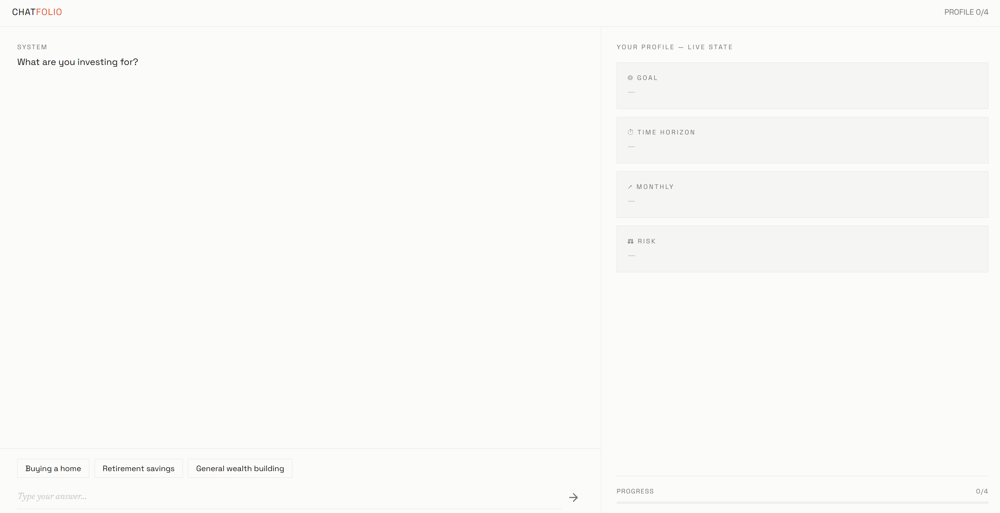 CHATFOLIO
PROFILE 0/4
SYSTEM
What are you investing for?
Buying a home
Retirement savings
General wealth building
Type your answer...
YOUR PROFILE — LIVE STATE
GOAL
—
TIME HORIZON
—
MONTHLY
—
RISK
—
PROGRESS
0/4